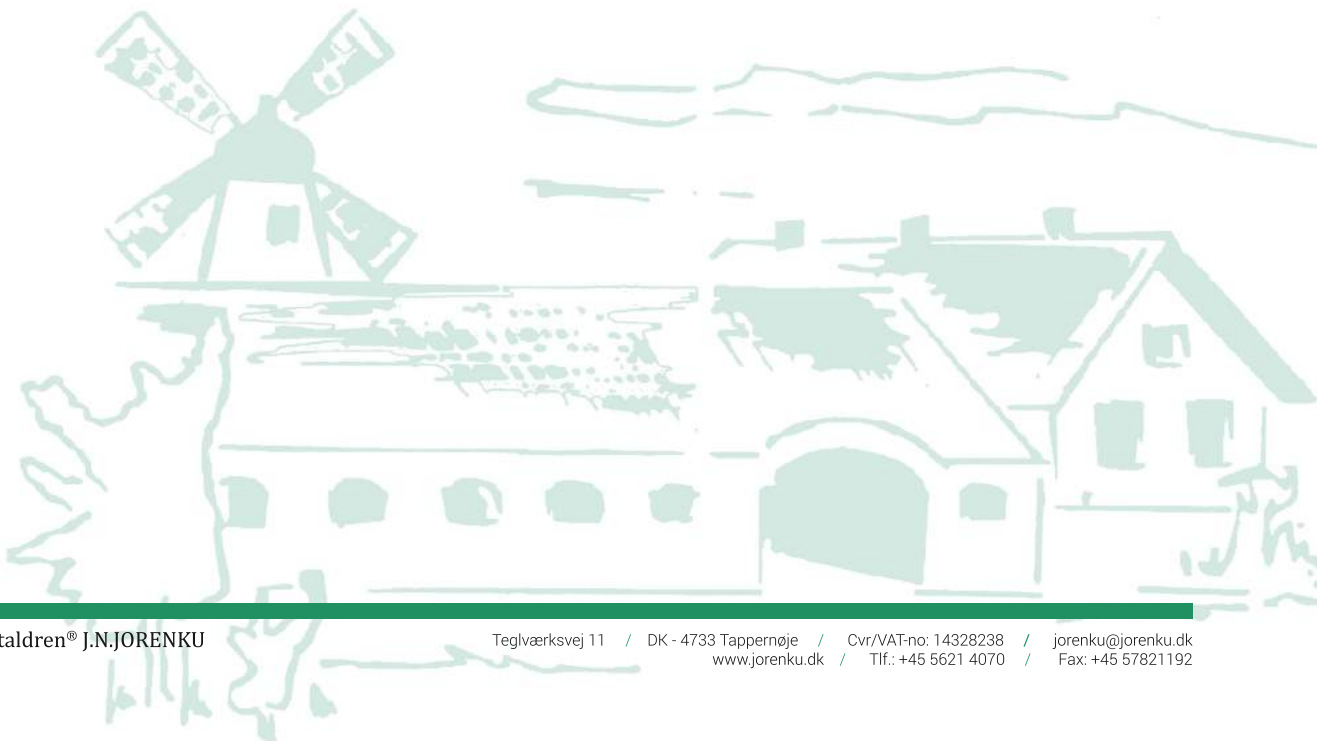 taldren® J.N.JORENKU
Teglværksvej 11 / DK - 4733 Tappernøje / Cvr/VAT-no: 14328238 / jorenku@jorenku.dk
www.jorenku.dk / Tlf.: +45 5621 4070 / Fax: +45 57821192